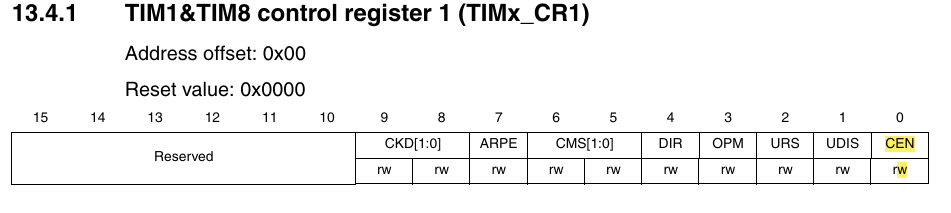 13.4.1 TIM1&TIM8 control register 1 (TIMx_CR1)
Address offset: 0x00
Reset value: 0x0000
15 14 13 12 11 10 9 8 7 6 5 4 3 2 1 0
Reserved CKD[1:0] ARPE CMS[1:0] DIR OPM URS UDIS CEN
rw rw rw rw rw rw rw rw rw rw